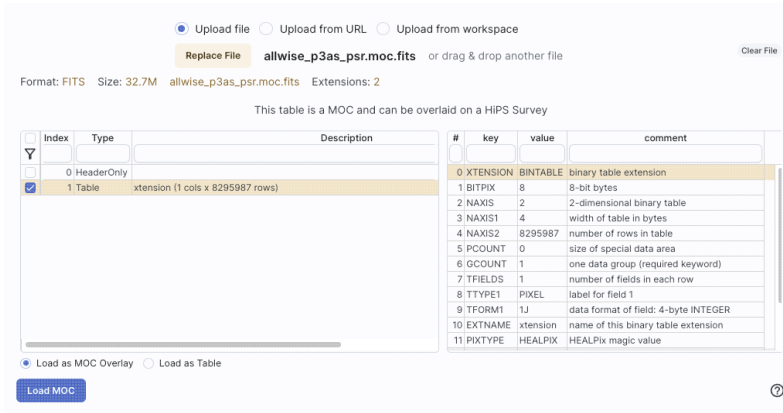 Upload file Upload from URL Upload from workspace
Replace File allwise_p3as_psr.moc.fits or drag & drop another file Clear File
Format: FITS Size: 32.7M allwise_p3as_psr.moc.fits Extensions: 2
This table is a MOC and can be overlaid on a HiPS Survey
Index Type Description
0 HeaderOnly
1 Table xtension (1 cols x 8295987 rows)
# key value comment
0 XTENSION BINTABLE binary table extension
1 BITPIX 8 8-bit bytes
2 NAXIS 2 2-dimensional binary table
3 NAXIS1 4 width of table in bytes
4 NAXIS2 8295987 number of rows in table
5 PCOUNT 0 size of special data area
6 GCOUNT 1 one data group (required keyword)
7 TFIELDS 1 number of fields in each row
8 TTYPE1 PIXEL label for field 1
9 TFORM1 1J data format of field: 4-byte INTEGER
10 EXTNAME xtension name of this binary table extension
11 PIXTYPE HEALPIX HEALPix magic value
Load as MOC Overlay Load as Table
Load MOC